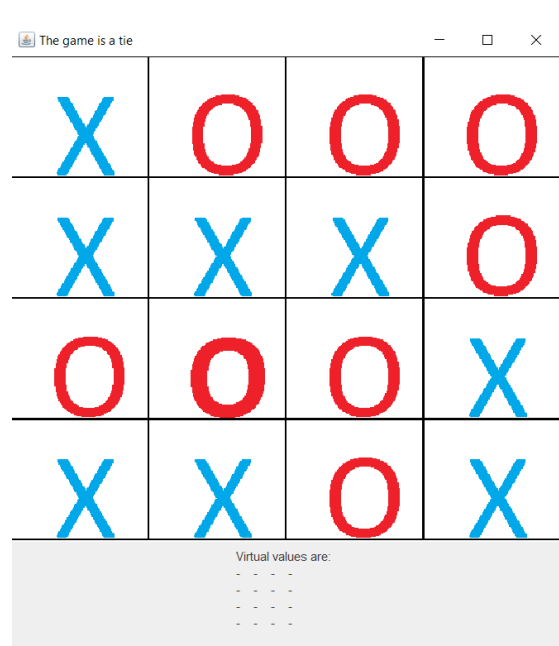 The game is a tie
X O O O
X X X O
O O O X
X X O X
Virtual values are:
- - - -
- - - -
- - - -
- - - -